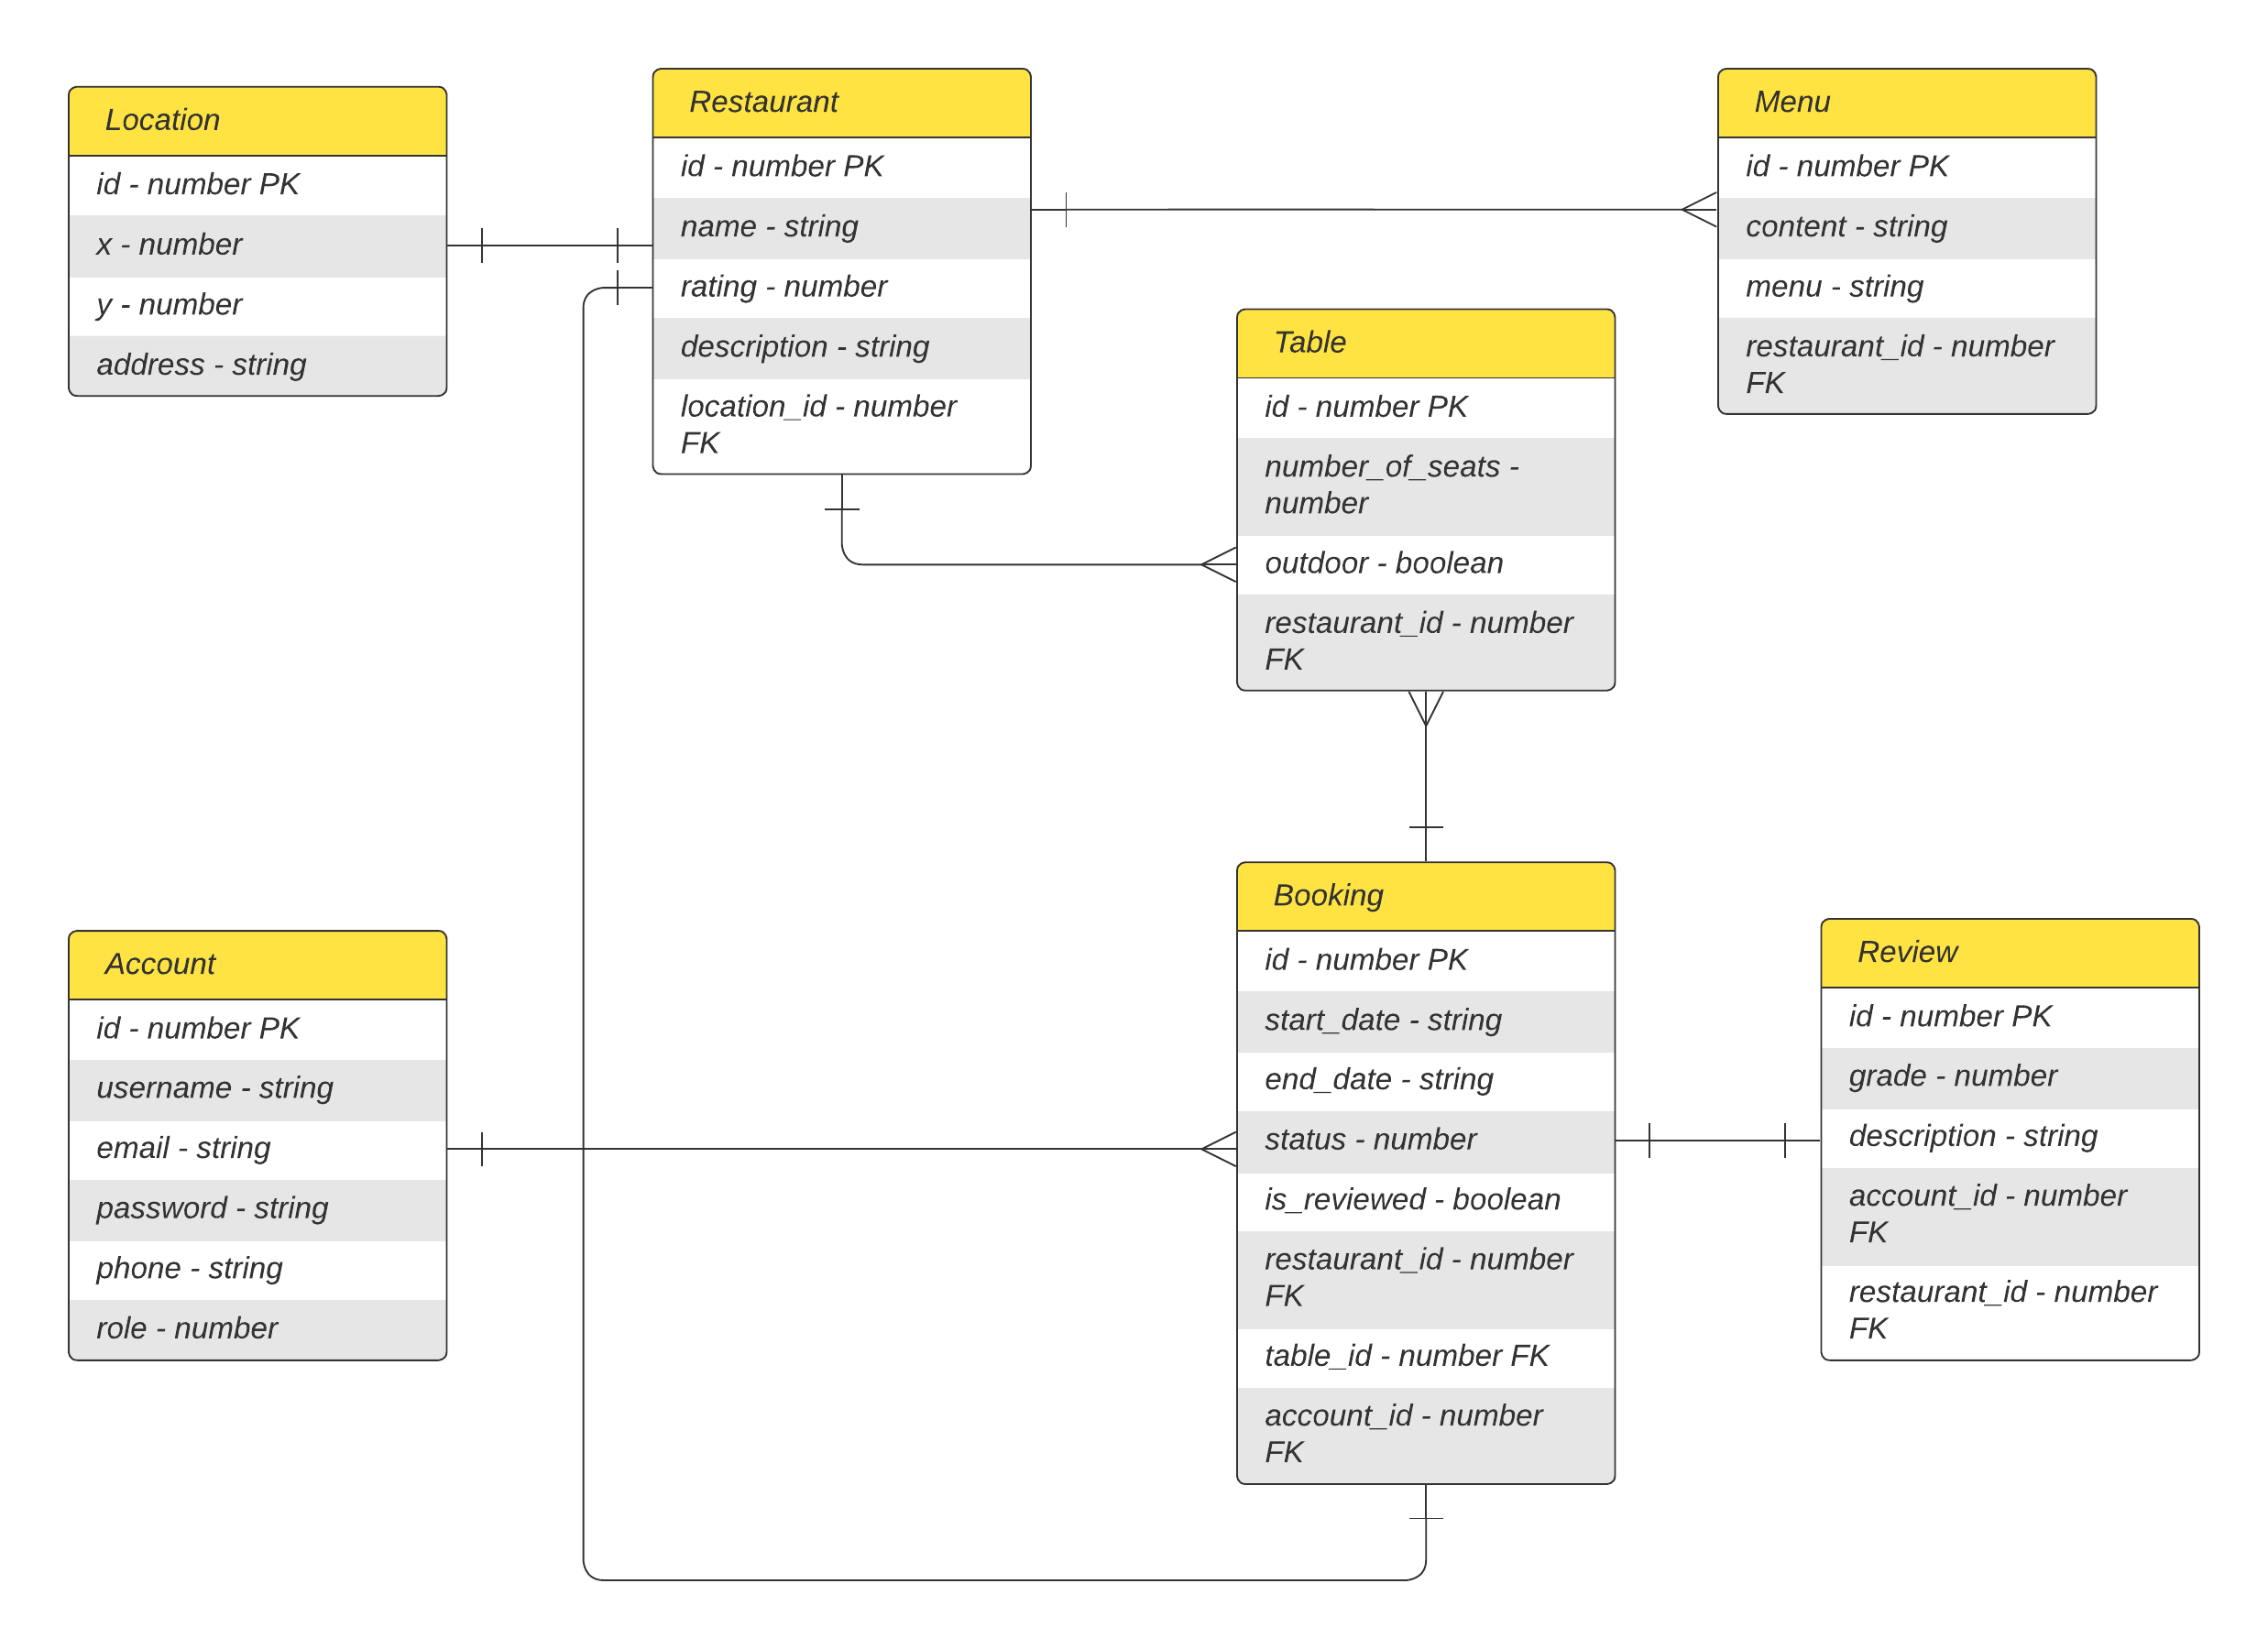 Location
id - number PK
x - number
y - number
address - string
Restaurant
id - number PK
name - string
rating - number
description - string
location_id - number
FK
Menu
id - number PK
content - string
menu - string
restaurant_id - number
FK
Table
id - number PK
number_of_seats -
number
outdoor - boolean
restaurant_id - number
FK
Account
id - number PK
username - string
email - string
password - string
phone - string
role - number
Booking
id - number PK
start_date - string
end_date - string
status - number
is_reviewed - boolean
restaurant_id - number
FK
table_id - number FK
account_id - number
FK
Review
id - number PK
grade - number
description - string
account_id - number
FK
restaurant_id - number
FK